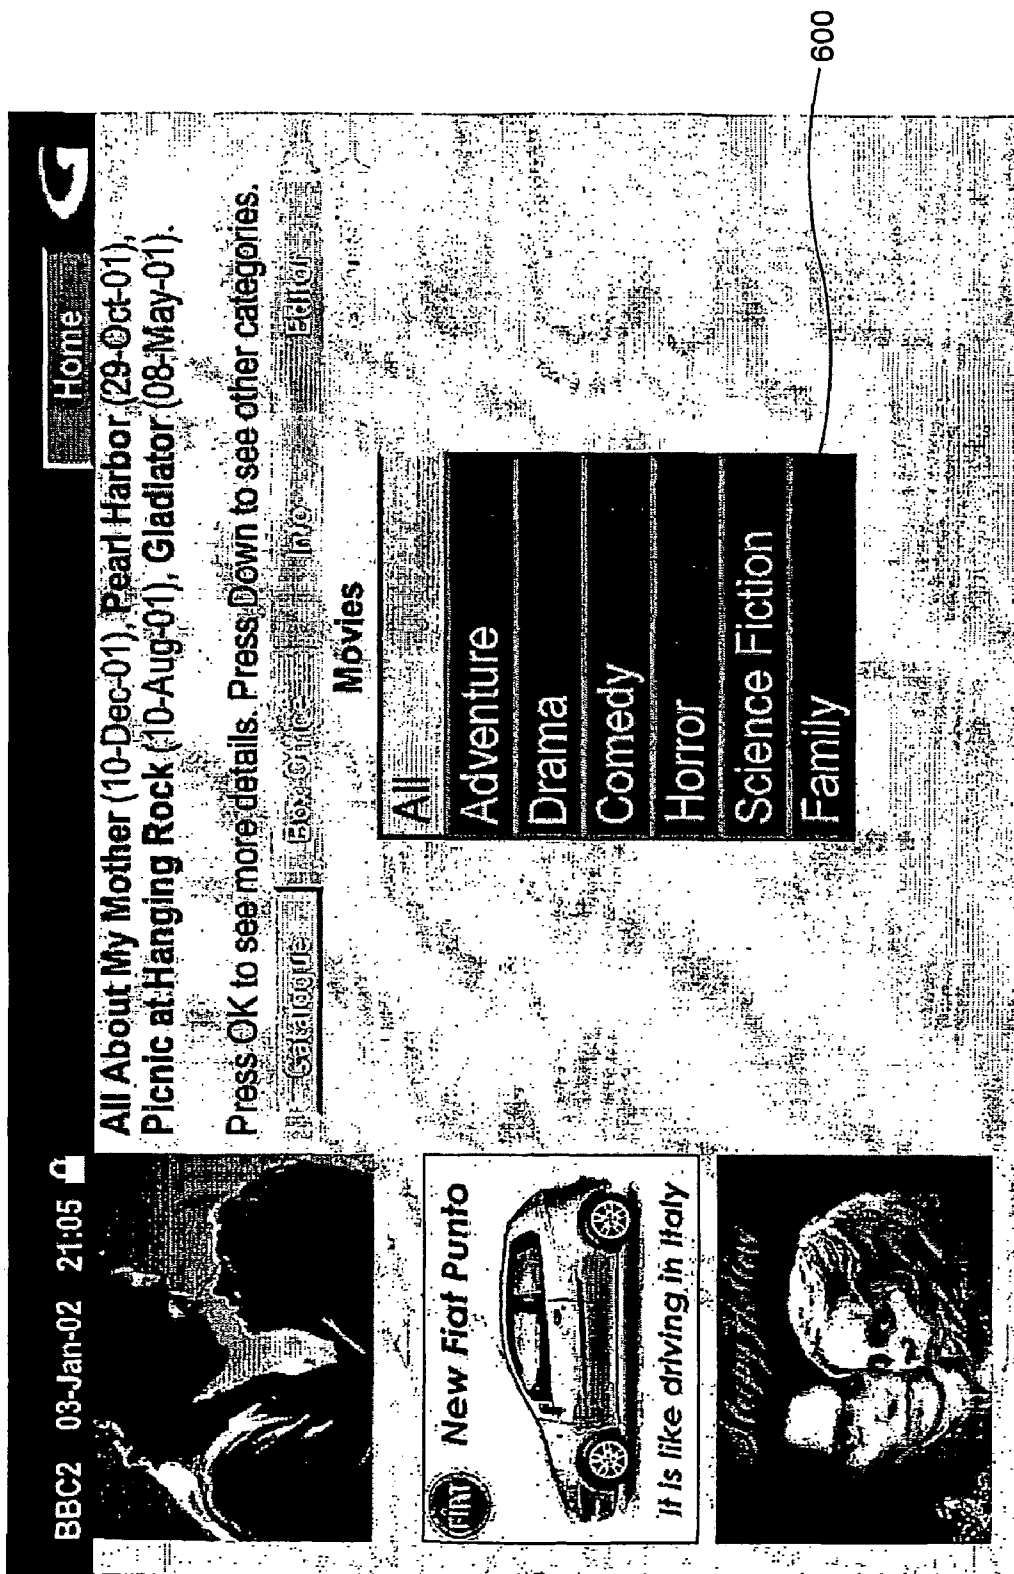 BBC2 03-Jan-02 21:05
Home
All About My Mother (10-Dec-01), Pearl Harbor (29-Oct-01),
Picnic at Hanging Rock (10-Aug-01), Gladiator (08-May-01).
Press OK to see more details. Press Down to see other categories.
Catalogue Box Office Info Editor
Movies
All
Adventure
Drama
Comedy
Horror
Science Fiction
Family
FIAT New Fiat Punto
It is like driving in Italy
600